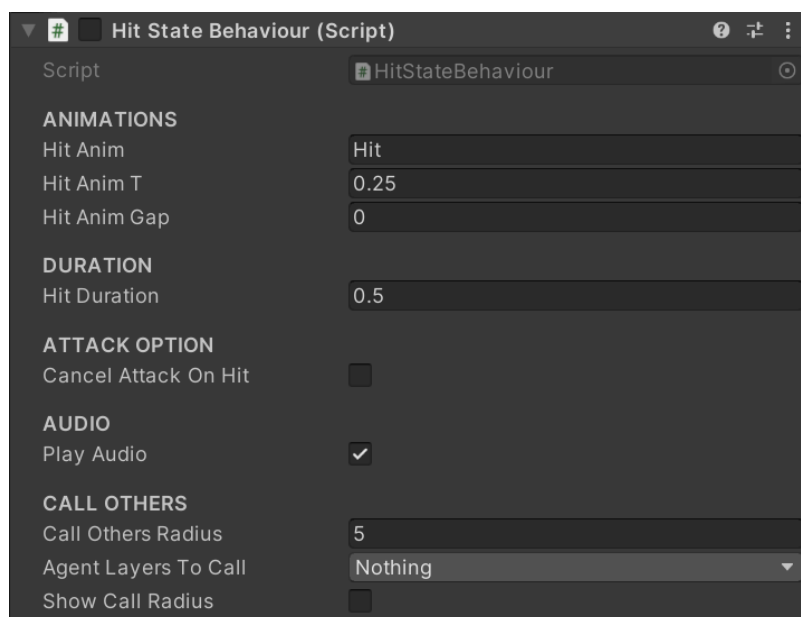 # Hit State Behaviour (Script)
Script # HitStateBehaviour
ANIMATIONS
Hit Anim Hit
Hit Anim T 0.25
Hit Anim Gap 0
DURATION
Hit Duration 0.5
ATTACK OPTION
Cancel Attack On Hit
AUDIO
Play Audio
CALL OTHERS
Call Others Radius 5
Agent Layers To Call Nothing
Show Call Radius